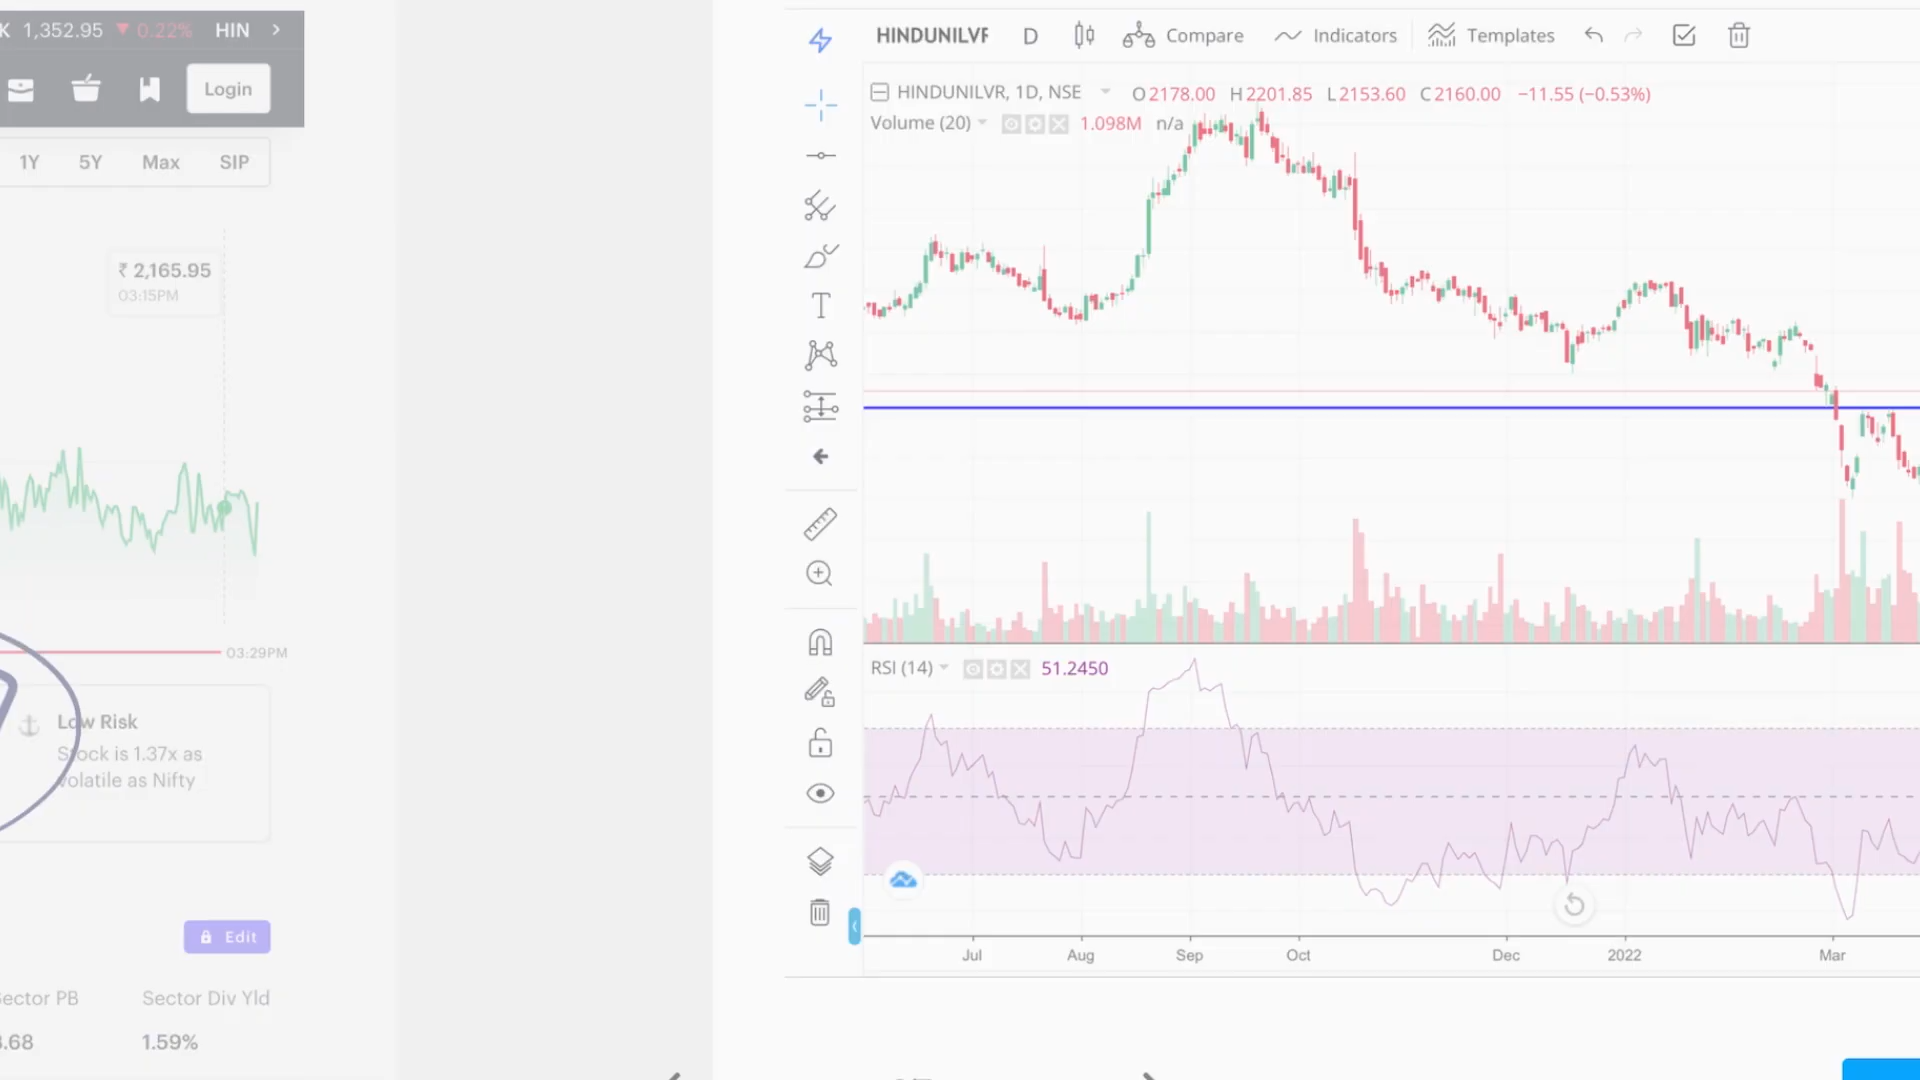 K 1,352.95 ▼ 0.22% HIN >
Login
1Y 5Y Max SIP
₹ 2,165.95
03:15PM
03:29PM
Low Risk
Stock is 1.37x as
volatile as Nifty
Edit
Sector PB Sector Div Yld
.68 1.59%
HINDUNILVR D Compare Indicators Templates
HINDUNILVR, 1D, NSE O2178.00 H2201.85 L2153.60 C2160.00 −11.55 (−0.53%)
Volume (20) 1.098M n/a
RSI (14) 51.2450
Jul Aug Sep Oct Dec 2022 Mar